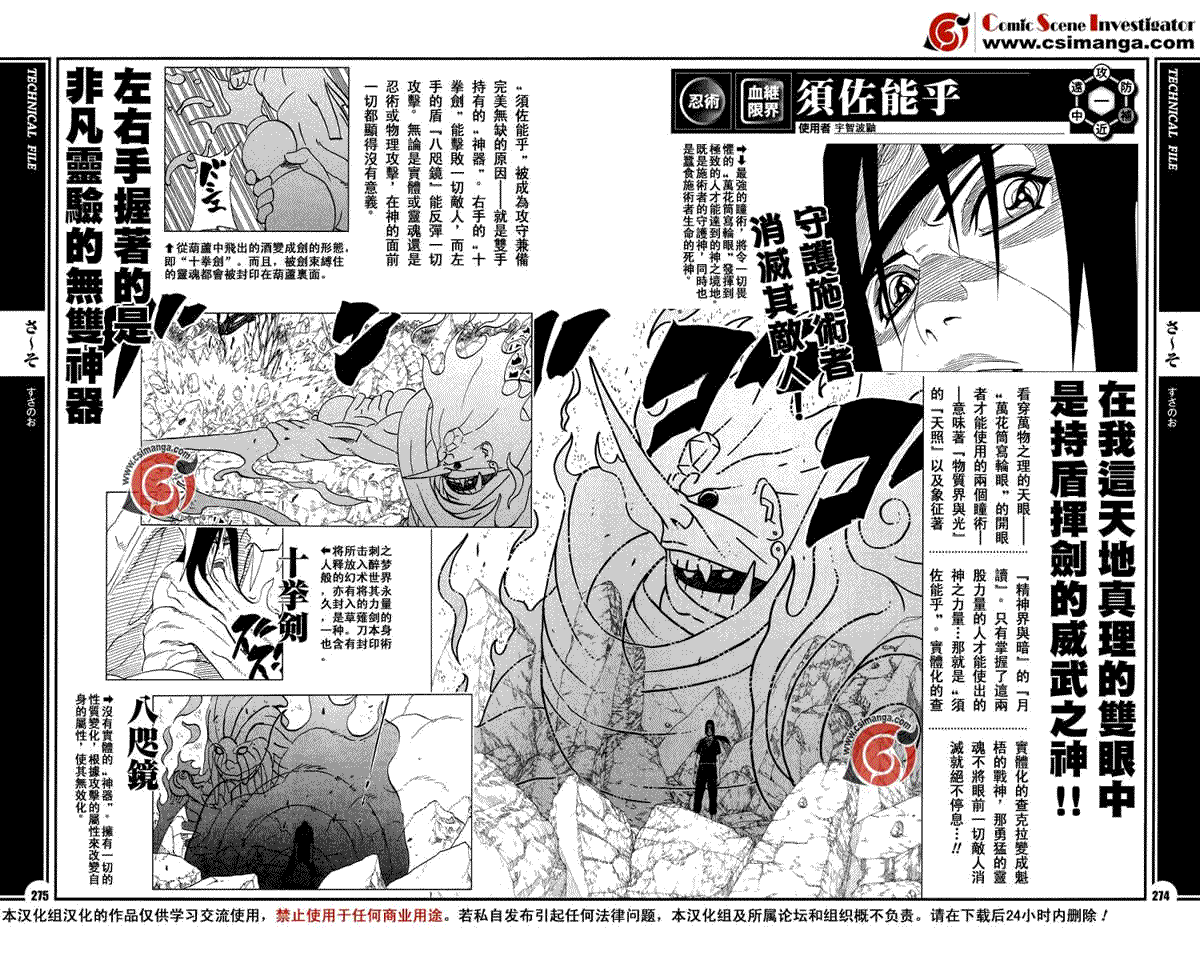 Comic Scene Investigator
www.csimanga.com
TECHNICAL FILE
さ～そ
すさのお
274
忍術
血継
限界
須佐能乎
使用者 宇智波鼬
攻
防
補
近
中
遠
一
➡⬇最強的瞳術，將令一切畏
懼的“萬花筒寫輪眼”發揮到
極致的人才能達到的神之境地。
既是施術者的守護神，同時也
是蠶食施術者生命的死神。
守護施術者
消滅其敵人！
在我這天地真理的雙眼中
是持盾揮劍的威武之神!!
看穿萬物之理的天眼——
“萬花筒寫輪眼”的開眼
者才能使用的兩個瞳術—
—意味著『物質界與光』
的『天照』以及象征著
『精神界與暗』的『月
讀』。只有掌握了這兩
股力量的人才能使出的
神之力量…那就是“須
佐能乎”。實體化的查
實體化的查克拉變成魁
梧的戰神，那勇猛的靈
魂不將眼前一切敵人消
滅就絕不停息…!!
TECHNICAL FILE
さ～そ
すさのお
275
左右手握著的是
非凡靈驗的無雙神器
“須佐能乎”被成為攻守兼備
完美無缺的原因——就是雙手
持有的“神器”。右手的“十
拳劍”能擊敗一切敵人，而左
手的盾『八咫鏡”能反彈一切
攻擊。無論是實體或靈魂還是
忍術或物理攻擊，在神的面前
一切都顯得沒有意義。
ドシュ
⬆從葫蘆中飛出的酒變成劍的形態，
即“十拳劍”。而且，被劍束縛住
的靈魂都會被封印在葫蘆裏面。
十拳劍
刺醉世界永
之梦其力量
击入术将的薙剑的本身
所放幻有入草。刀封印術
將释的亦封是种含有
⬅人般，久，一也。
八咫鏡
➡沒有實體的“神器”。擁有一切的
性質變化，根據攻擊的屬性來改變自
身的屬性，使其無效化。
www.csimanga.com
www.csimanga.com
本汉化组汉化的作品仅供学习交流使用，禁止使用于任何商业用途。若私自发布引起任何法律问题，本汉化组及所属论坛和组织概不负责。请在下载后24小时内删除！